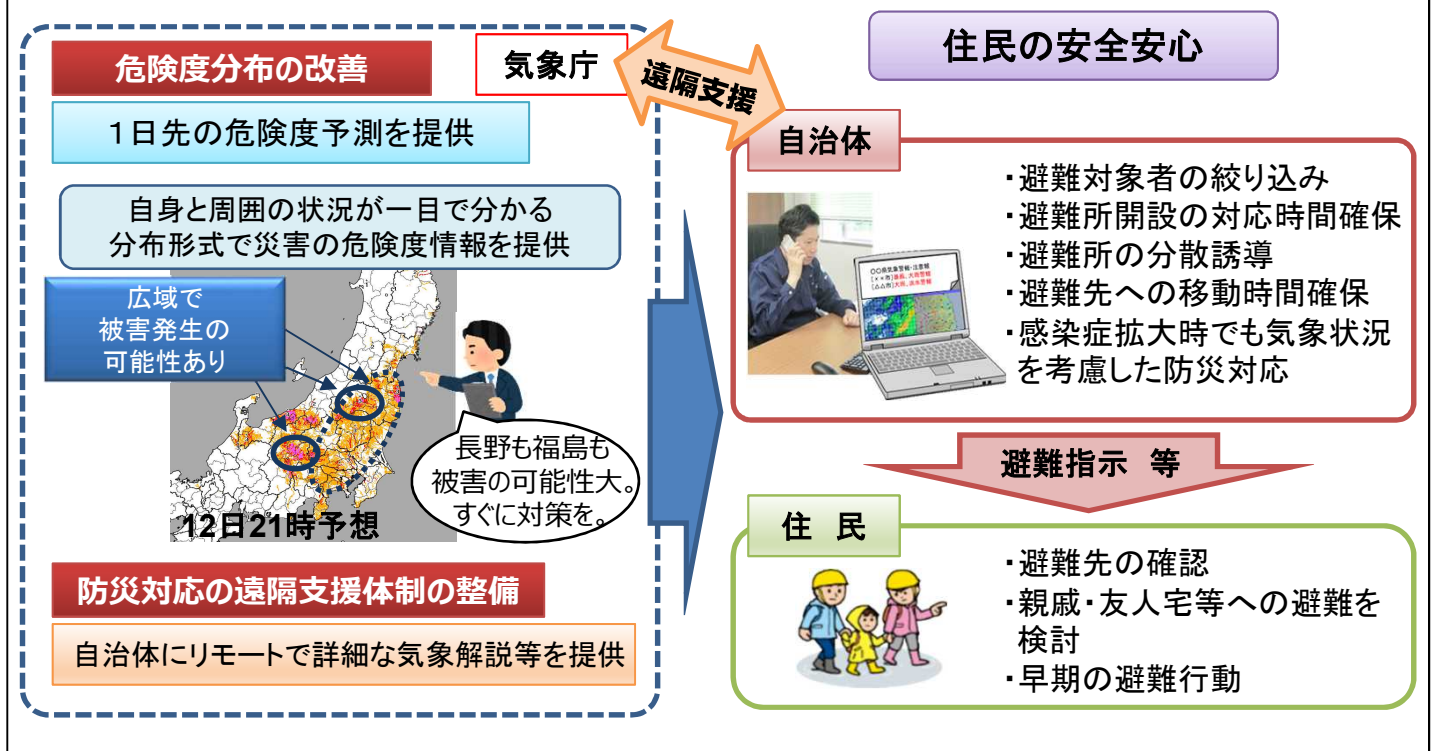 危険度分布の改善
気象庁
遠隔支援
住民の安全安心
1日先の危険度予測を提供
自身と周囲の状況が一目で分かる
分布形式で災害の危険度情報を提供
広域で
被害発生の
可能性あり
長野も福島も
被害の可能性大。
すぐに対策を。
12日21時予想
防災対応の遠隔支援体制の整備
自治体にリモートで詳細な気象解説等を提供
自治体
〇〇県気象警報・注意報
・避難対象者の絞り込み
・避難所開設の対応時間確保
・避難所の分散誘導
・避難先への移動時間確保
・感染症拡大時でも気象状況
を考慮した防災対応
避難指示 等
住 民
・避難先の確認
・親戚・友人宅等への避難を
検討
・早期の避難行動